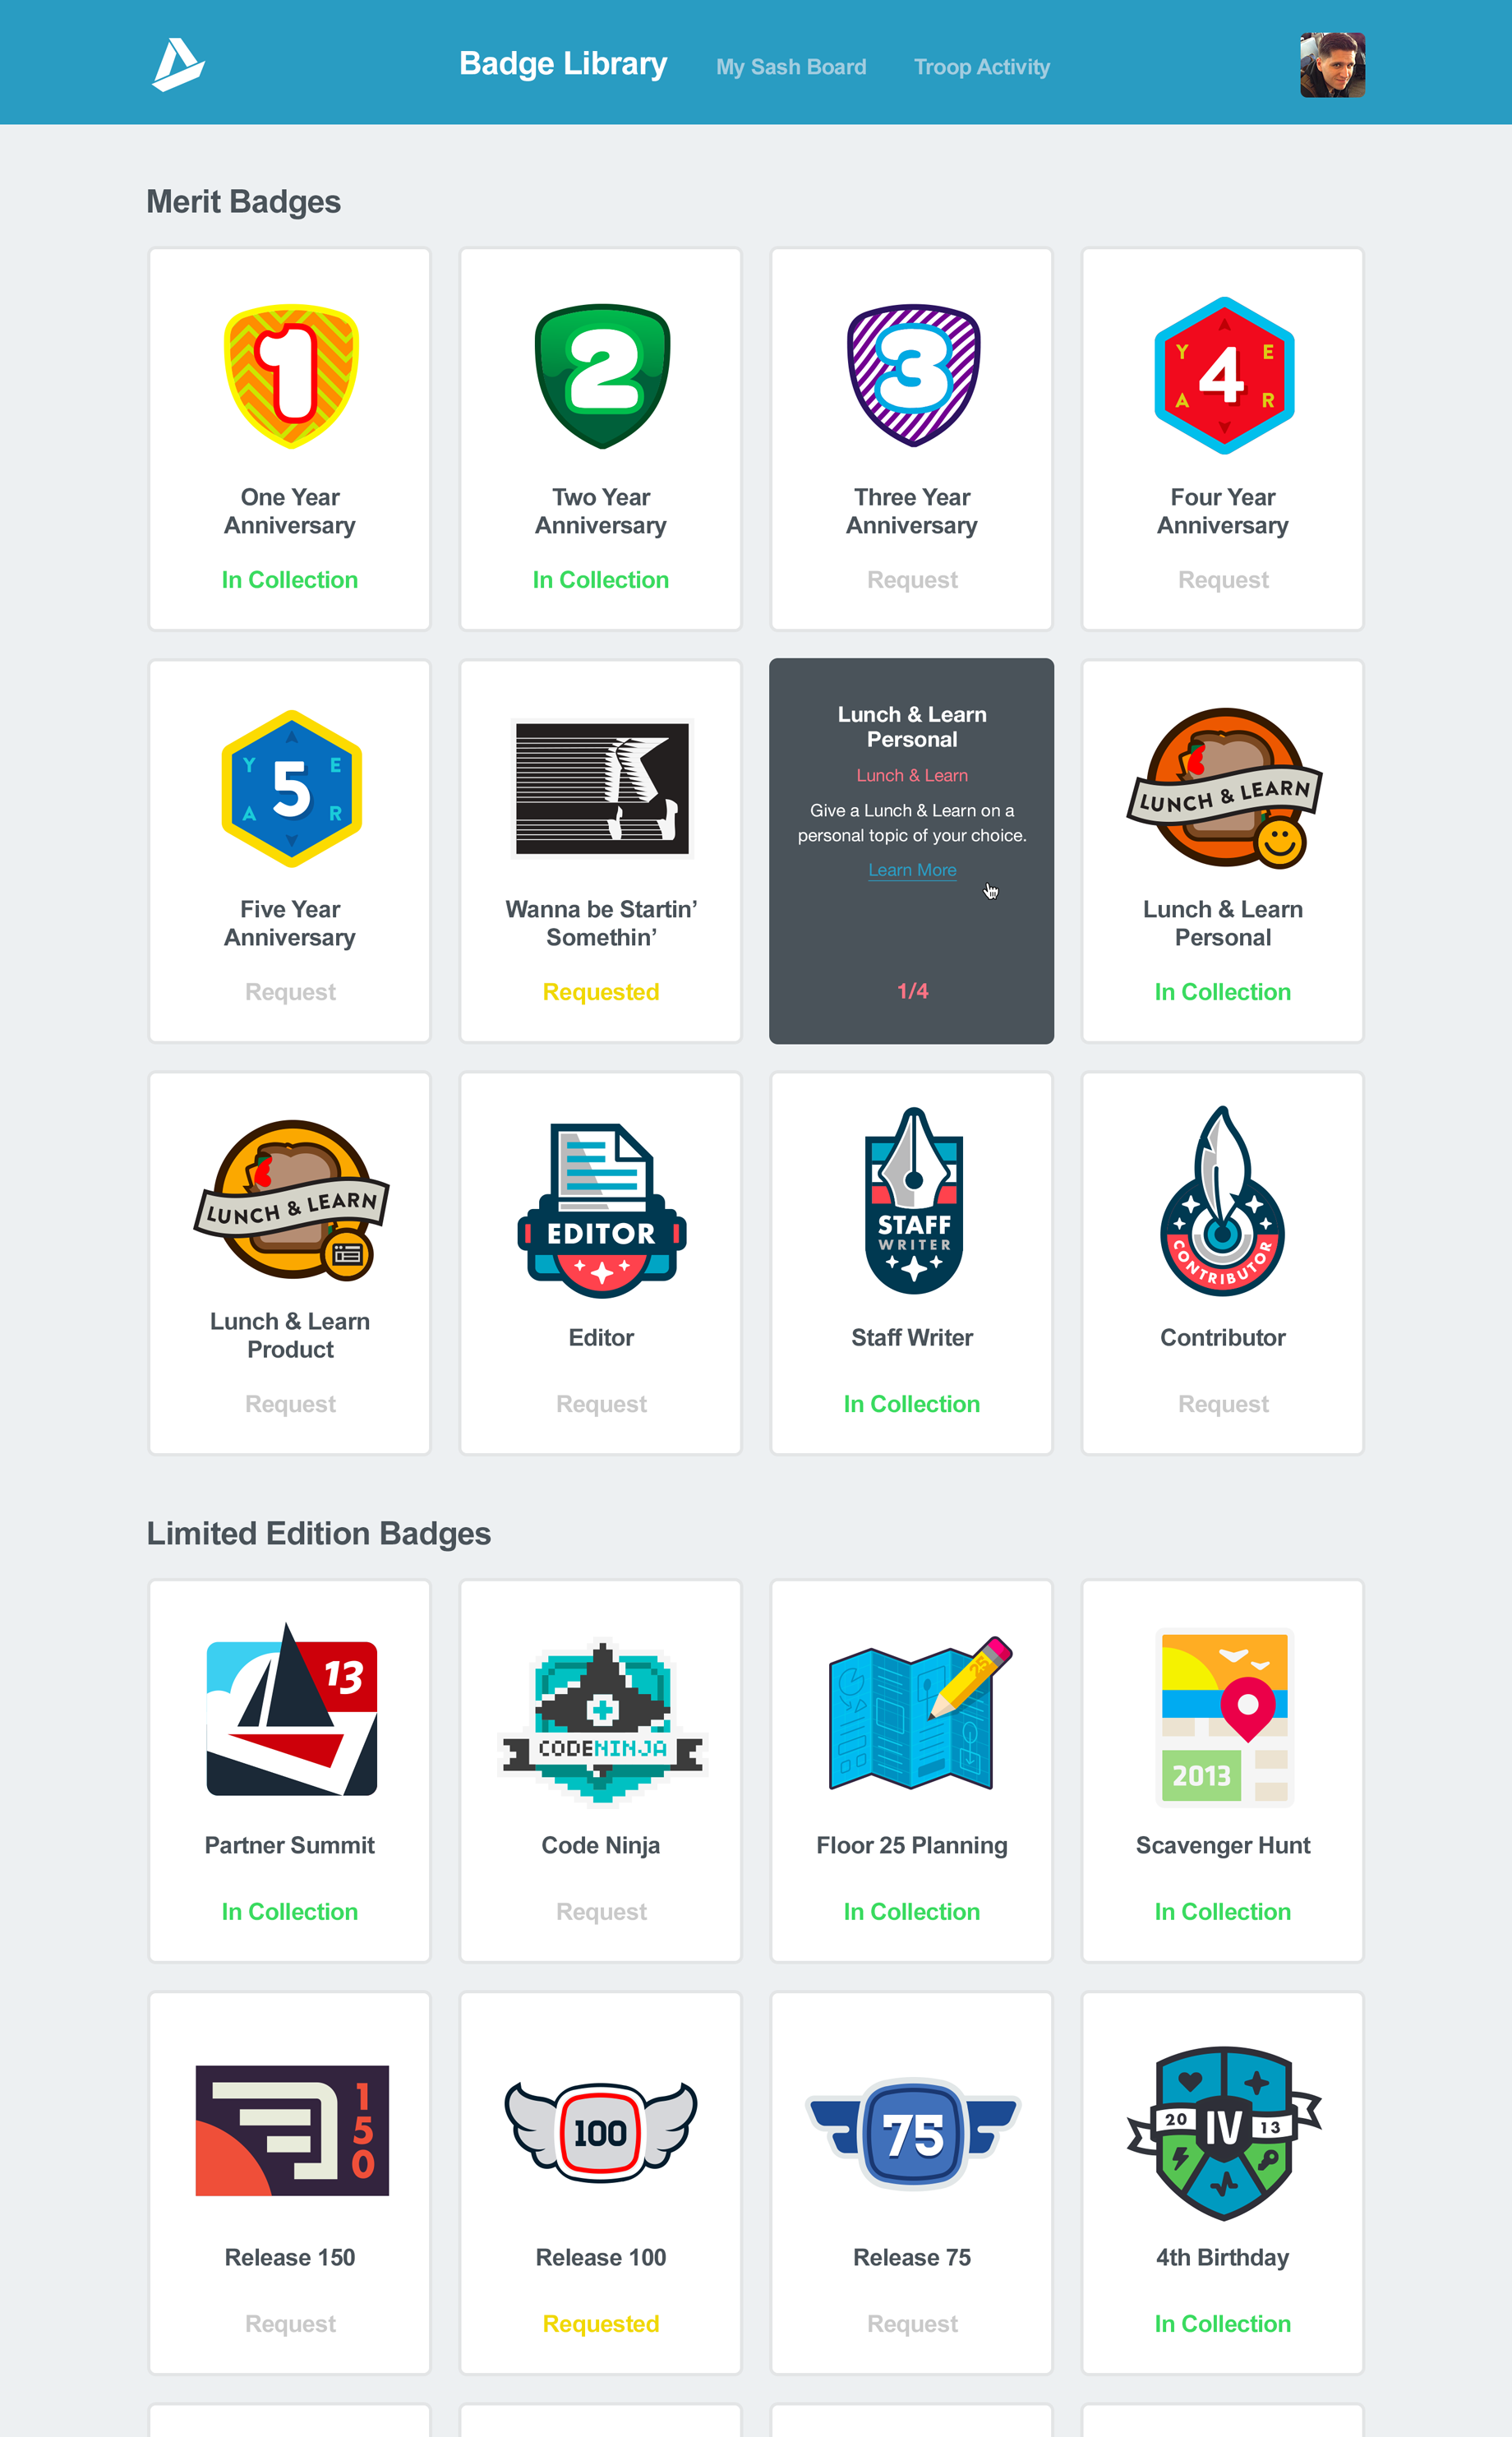 Badge Library
My Sash Board
Troop Activity
Merit Badges
1
One Year
Anniversary
In Collection
2
Two Year
Anniversary
In Collection
3
Three Year
Anniversary
Request
Y E
4
A R
Four Year
Anniversary
Request
Y E
5
A R
Five Year
Anniversary
Request
Wanna be Startin’
Somethin’
Requested
Lunch & Learn
Personal
Lunch & Learn
Give a Lunch & Learn on a
personal topic of your choice.
Learn More
1/4
LUNCH & LEARN
Lunch & Learn
Personal
In Collection
LUNCH & LEARN
Lunch & Learn
Product
Request
EDITOR
Editor
Request
STAFF
WRITER
Staff Writer
In Collection
CONTRIBUTOR
Contributor
Request
Limited Edition Badges
13
Partner Summit
In Collection
CODENINJA
Code Ninja
Request
25
Floor 25 Planning
In Collection
2013
Scavenger Hunt
In Collection
150
Release 150
Request
100
Release 100
Requested
75
Release 75
Request
20 IV 13
4th Birthday
In Collection